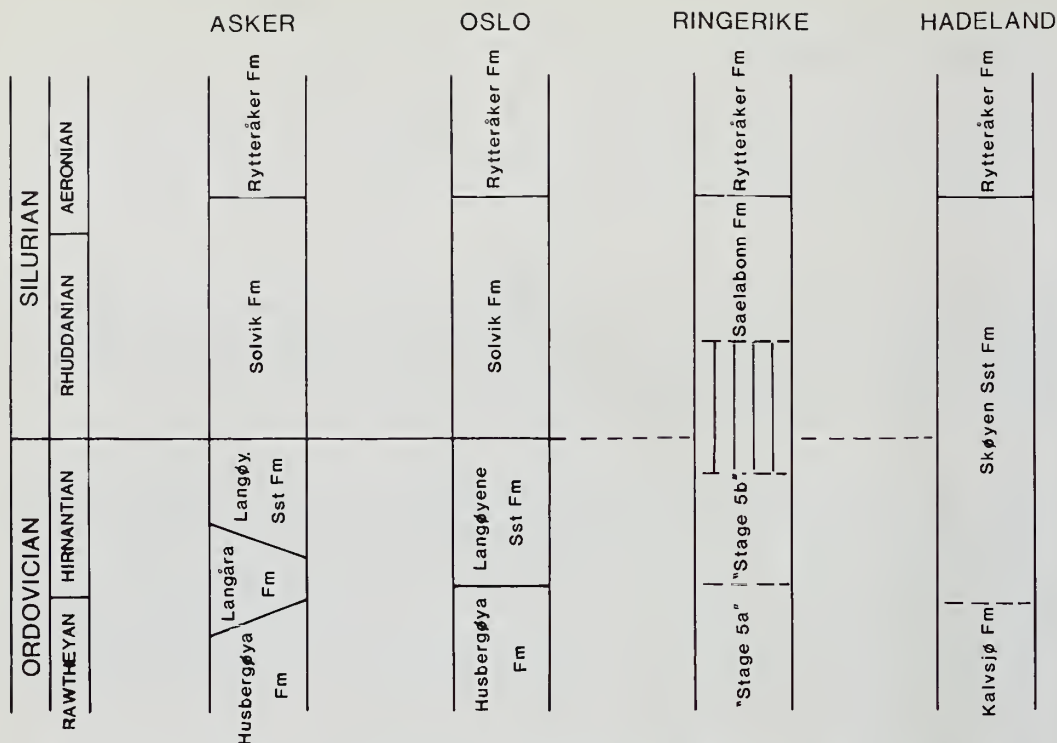 ASKER
OSLO
RINGERIKE
HADELAND
SILURIAN
ORDOVICIAN
AERONIAN
RHUDDANIAN
HIRNANTIAN
RAWTHEYAN
Rytteråker Fm
Solvik Fm
Langøy.
Sst Fm
Langåra
Fm
Husbergøya
Fm
Rytteråker Fm
Solvik Fm
Langøyene
Sst Fm
Husbergøya
Fm
Rytteråker Fm
Saelabonn Fm
"Stage 5b"
"Stage 5a"
Rytteråker Fm
Skøyen Sst Fm
Kalvsjø Fm